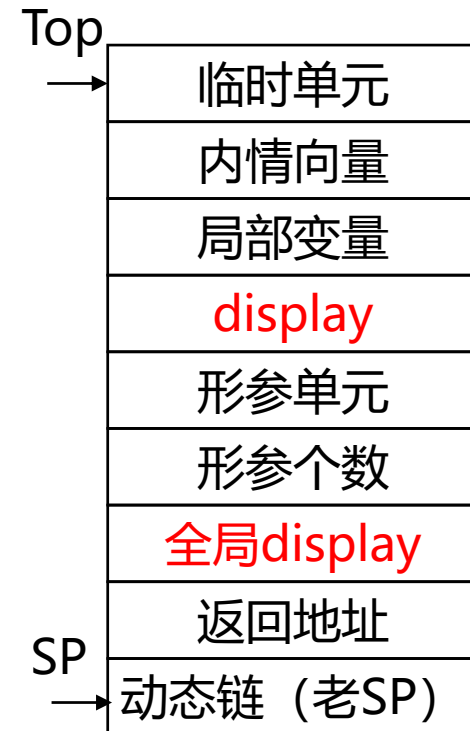 Top
临时单元
内情向量
局部变量
display
形参单元
形参个数
全局display
返回地址
SP
动态链（老SP）